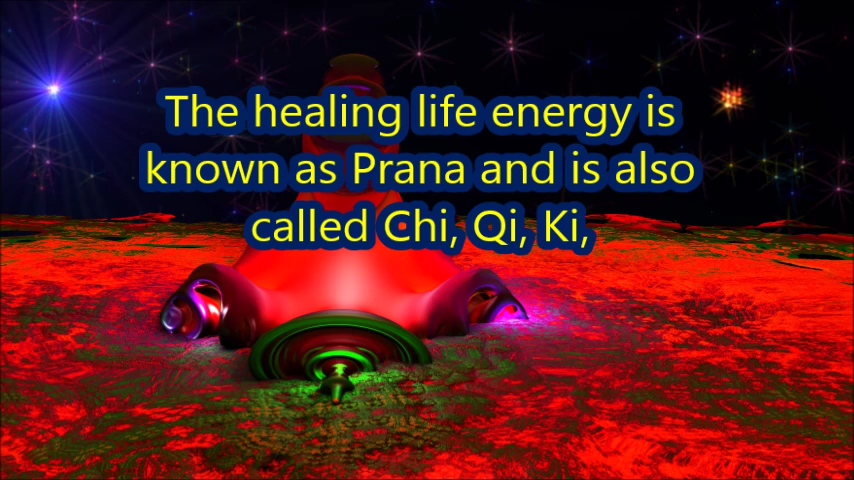 The healing life energy is
known as Prana and is also
called Chi, Qi, Ki,